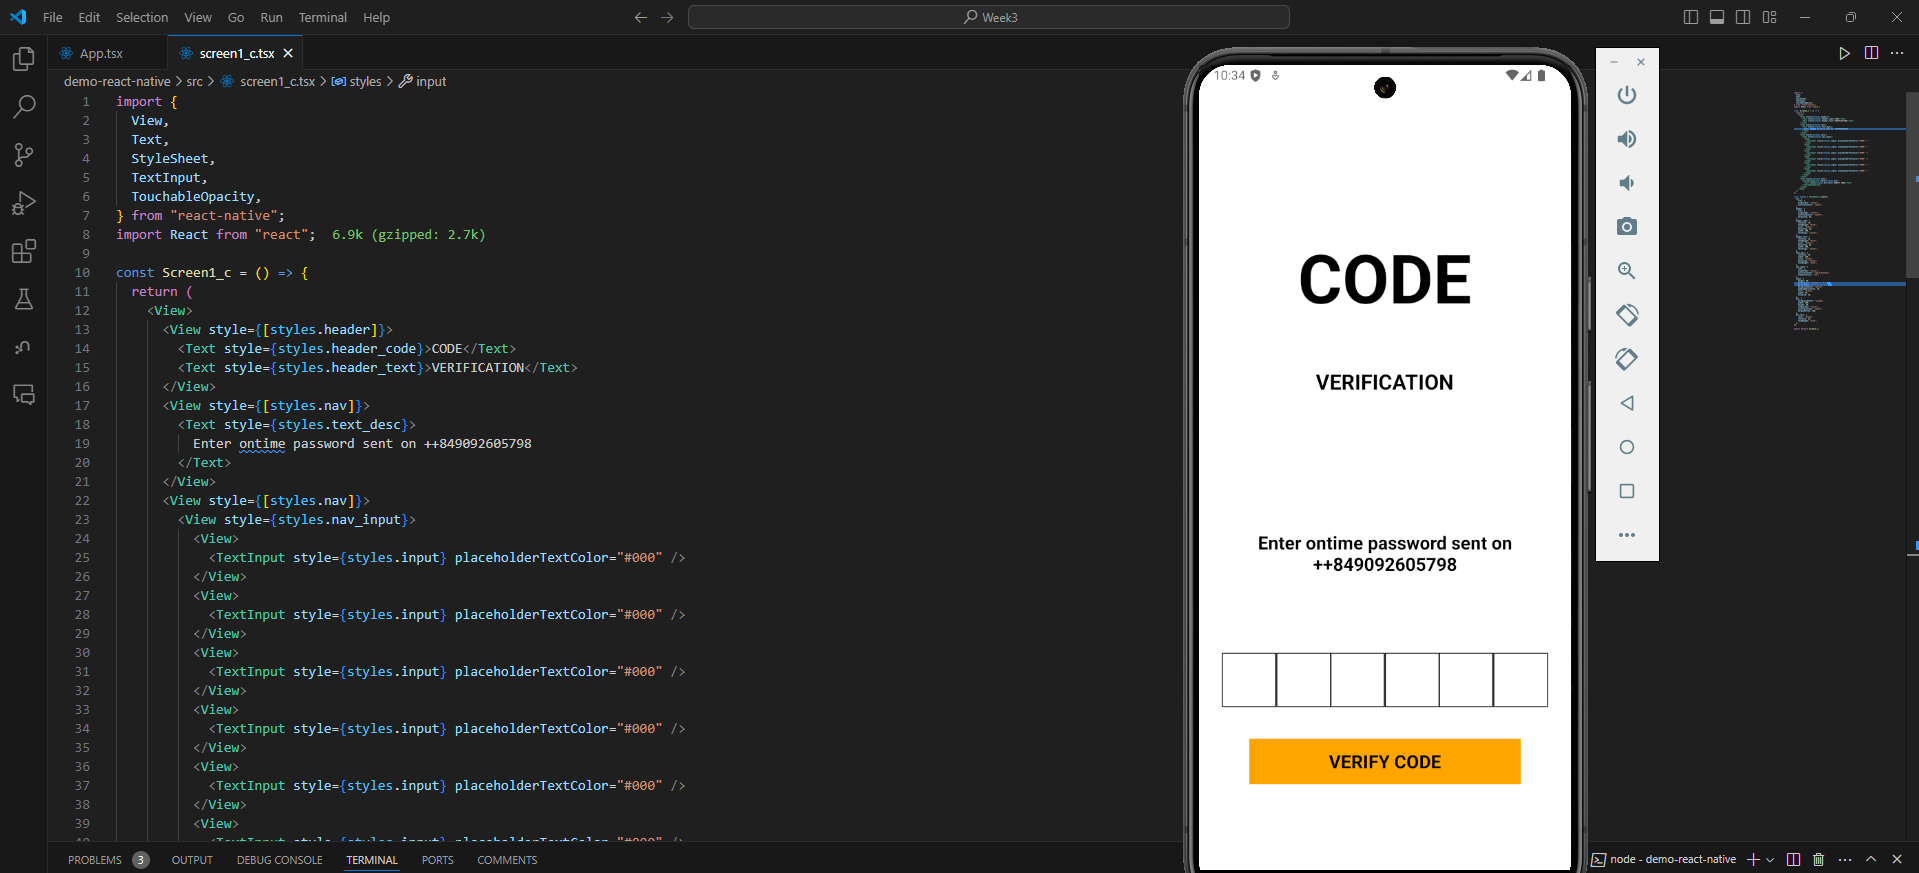 File Edit Selection View Go Run Terminal Help
Week3
App.tsx
screen1_c.tsx
demo-react-native > src > screen1_c.tsx > styles > input
1 import {
2 View,
3 Text,
4 StyleSheet,
5 TextInput,
6 TouchableOpacity,
7 } from "react-native";
8 import React from "react"; 6.9k (gzipped: 2.7k)
9
10 const Screen1_c = () => {
11 return (
12 <View>
13 <View style={[styles.header]}>
14 <Text style={styles.header_code}>CODE</Text>
15 <Text style={styles.header_text}>VERIFICATION</Text>
16 </View>
17 <View style={[styles.nav]}>
18 <Text style={styles.text_desc}>
19 Enter ontime password sent on ++849092605798
20 </Text>
21 </View>
22 <View style={[styles.nav]}>
23 <View style={styles.nav_input}>
24 <View>
25 <TextInput style={styles.input} placeholderTextColor="#000" />
26 </View>
27 <View>
28 <TextInput style={styles.input} placeholderTextColor="#000" />
29 </View>
30 <View>
31 <TextInput style={styles.input} placeholderTextColor="#000" />
32 </View>
33 <View>
34 <TextInput style={styles.input} placeholderTextColor="#000" />
35 </View>
36 <View>
37 <TextInput style={styles.input} placeholderTextColor="#000" />
38 </View>
39 <View>
40 <TextInput style={styles.input} placeholderTextColor="#000" />
10:34
CODE
VERIFICATION
Enter ontime password sent on
++849092605798
VERIFY CODE
PROBLEMS 3 OUTPUT DEBUG CONSOLE TERMINAL PORTS COMMENTS
node - demo-react-native